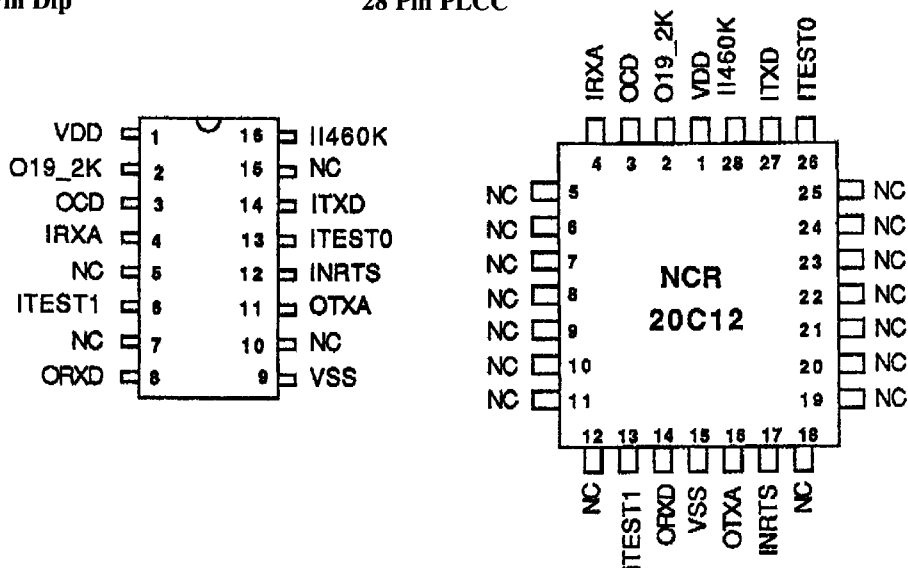 Pin Dip
28 Pin PLCC
VDD 1 16 II460K
O19_2K 2 15 NC
OCD 3 14 ITXD
IRXA 4 13 ITEST0
NC 5 12 INRTS
ITEST1 6 11 OTXA
NC 7 10 NC
ORXD 8 9 VSS
IRXA
OCD
O19_2K
VDD
II460K
ITXD
ITEST0
4 3 2 1 28 27 26
NC 5 25 NC
NC 6 24 NC
NC 7 23 NC
NC 8 22 NC
NC 9 21 NC
NC 10 20 NC
NC 11 19 NC
NCR
20C12
12 13 14 15 16 17 18
NC
ITEST1
ORXD
VSS
OTXA
INRTS
NC